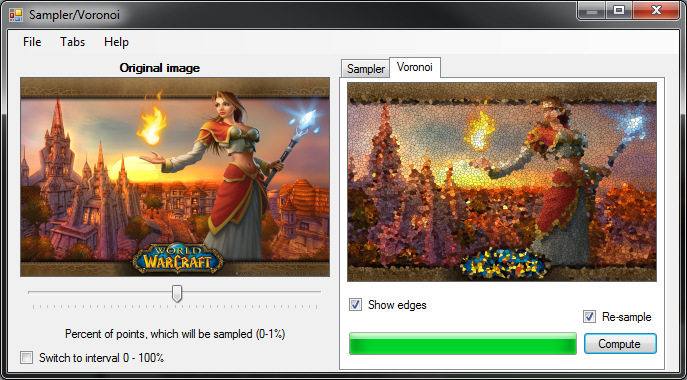 Sampler/Voronoi
File Tabs Help
Original image
WORLD
WARCRAFT
Percent of points, which will be sampled (0-1%)
Switch to interval 0 - 100%
Sampler Voronoi
Show edges
Re-sample
Compute